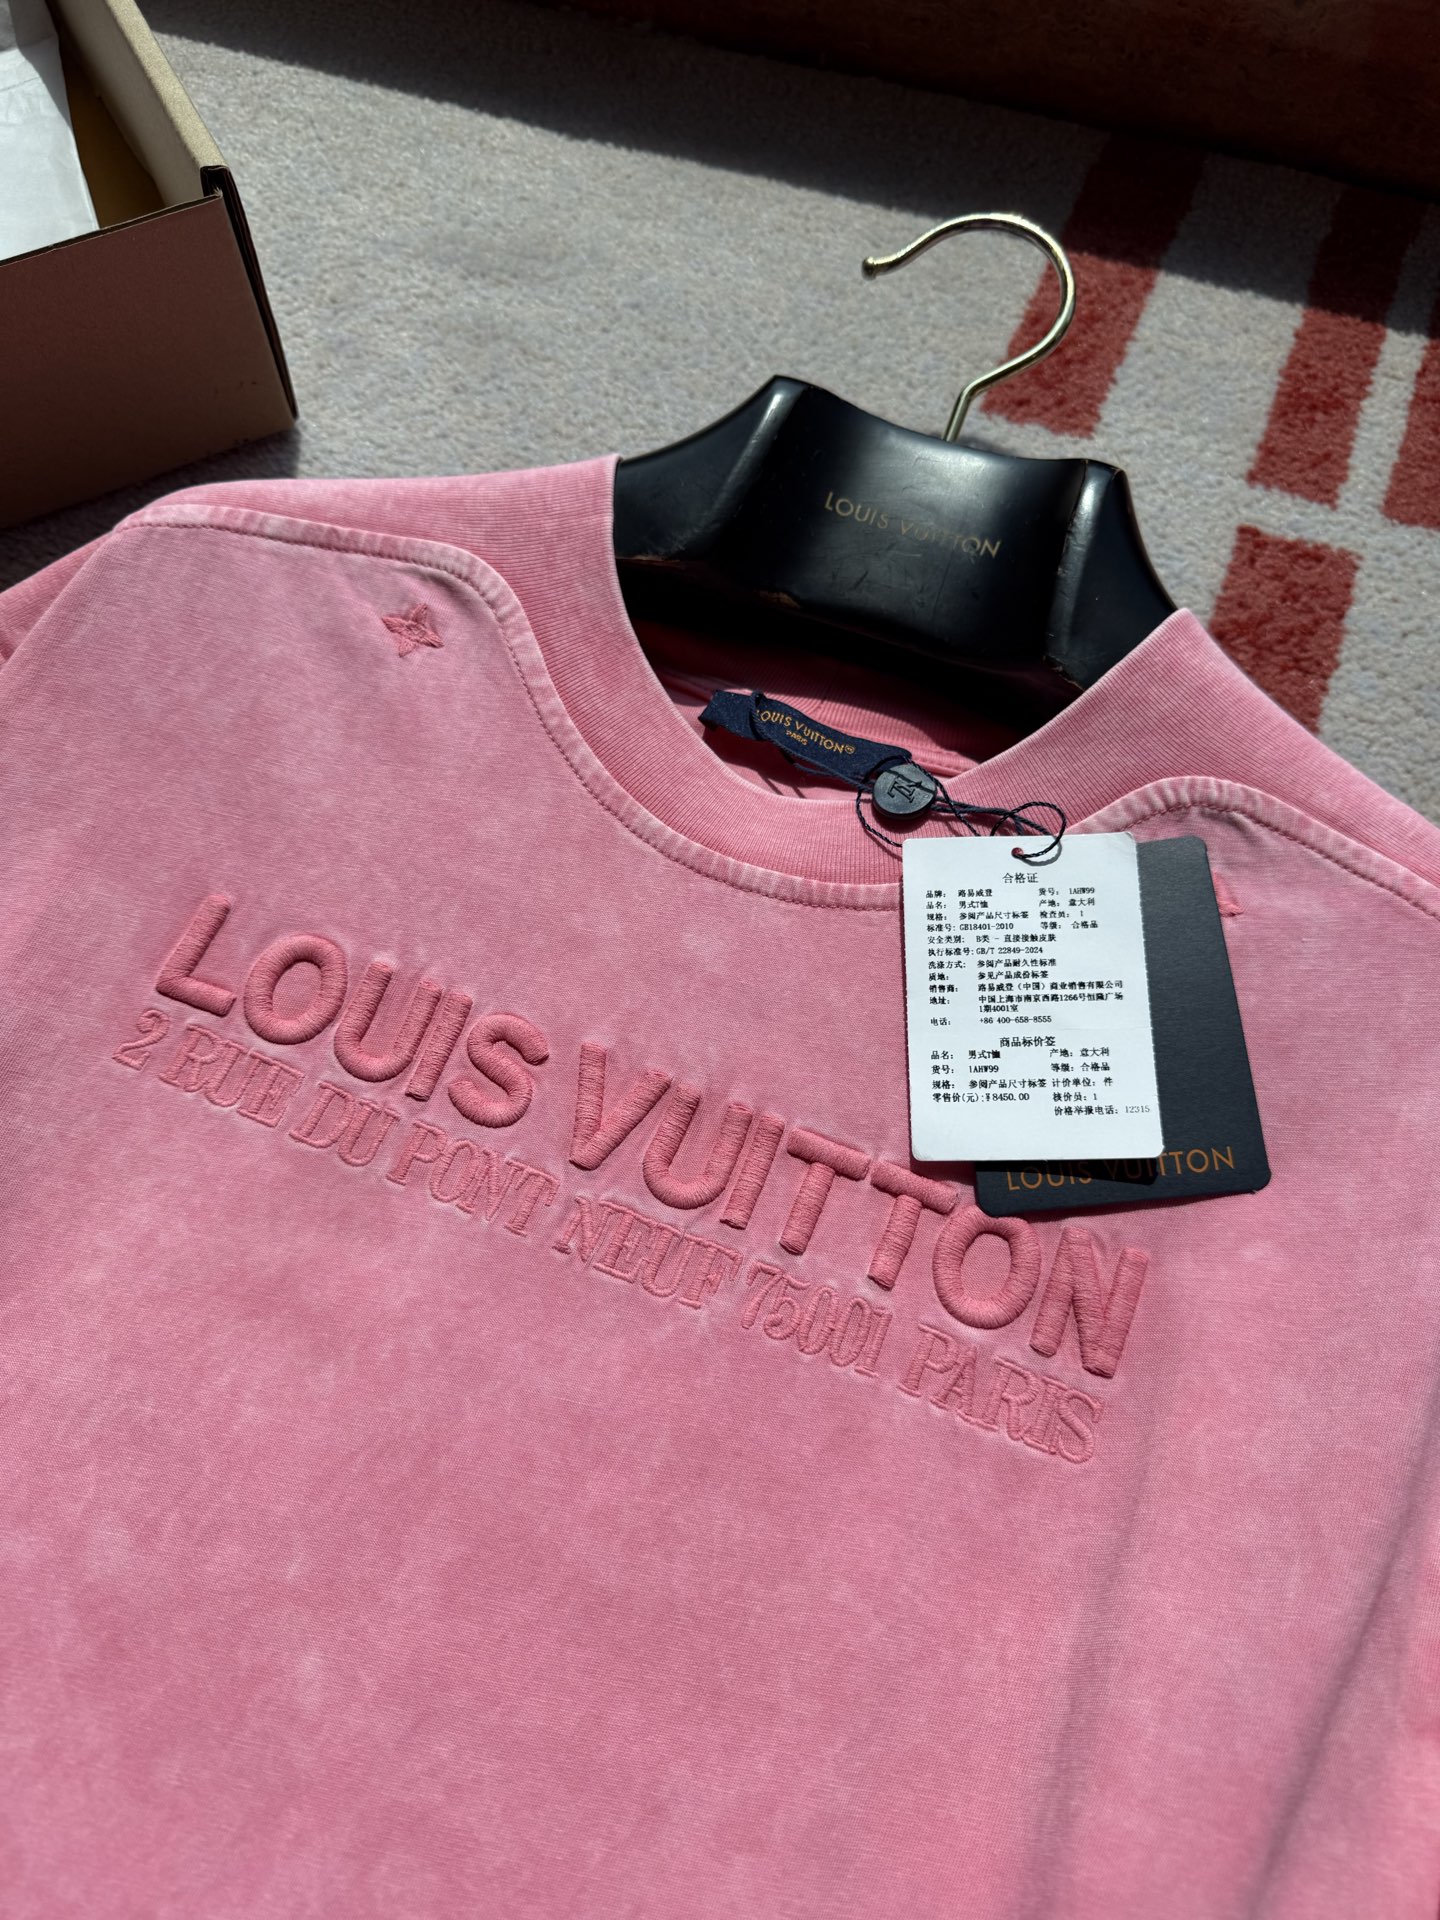 LOUIS VUITTON
LOUIS VUITTON
PARIS
LV
合格证
品牌: 路易威登 货号: 1AHW99
品名: 男式T恤 产地: 意大利
规格: 参阅产品尺寸标签 检查员: 1
标准号: GB18401-2010 等级: 合格品
安全类别: B类 - 直接接触皮肤
执行标准号: GB/T 22849-2024
洗涤方式: 参阅产品耐久性标准
质地: 参见产品成份标签
销售商: 路易威登（中国）商业销售有限公司
地址: 中国上海市南京西路1266号恒隆广场
1期4001室
电话: +86 400-658-8555
商品标价签
品名: 男式T恤 产地: 意大利
货号: 1AHW99 等级: 合格品
规格: 参阅产品尺寸标签 计价单位: 件
零售价(元):¥8450.00 核价员: 1
价格举报电话: 12315
LOUIS VUITTON
LOUIS VUITTON
2 RUE DU PONT NEUF 75001 PARIS